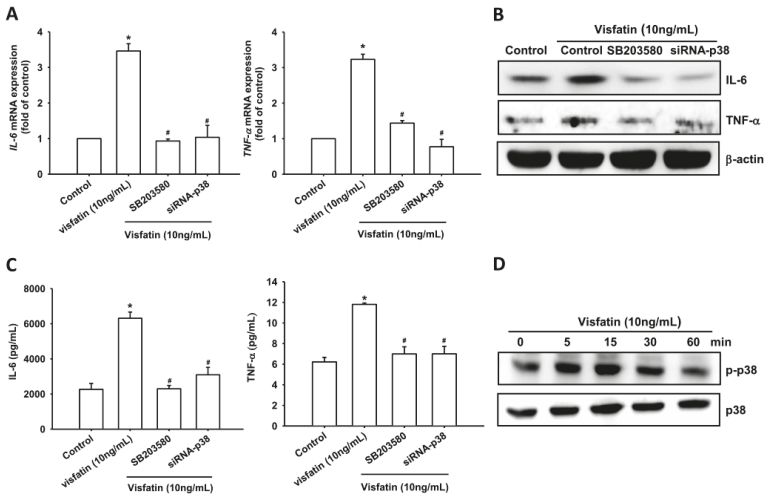 A
IL-6 mRNA expression
(fold of control)
4
3
2
1
0
*
#
#
Control
visfatin (10ng/mL)
SB203580
siRNA-p38
Visfatin (10ng/mL)
TNF-α mRNA expression
(fold of control)
4
3
2
1
0
*
#
#
Control
visfatin (10ng/mL)
SB203580
siRNA-p38
Visfatin (10ng/mL)
B
Visfatin (10ng/mL)
Control Control SB203580 siRNA-p38
IL-6
TNF-α
β-actin
C
IL-6
(pg/mL)
8000
6000
4000
2000
0
*
#
#
Control
visfatin (10ng/mL)
SB203580
siRNA-p38
Visfatin (10ng/mL)
TNF-α (pg/mL)
14
12
10
8
6
4
2
0
*
#
#
Control
visfatin (10ng/mL)
SB203580
siRNA-p38
Visfatin (10ng/mL)
D
Visfatin (10ng/mL)
0 5 15 30 60 min
p-p38
p38